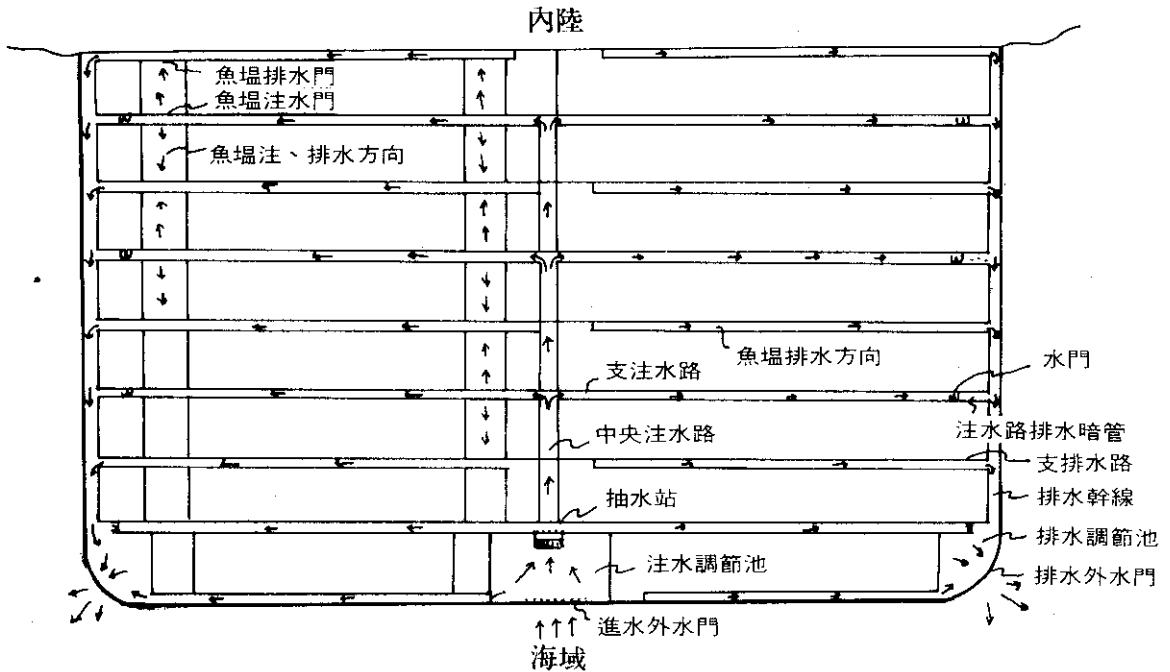 內陸
魚塭排水門
魚塭注水門
魚塭注、排水方向
魚塭排水方向
支注水路
水門
中央注水路
注水路排水暗管
支排水路
抽水站
排水幹線
排水調節池
注水調節池
排水外水門
進水外水門
海域